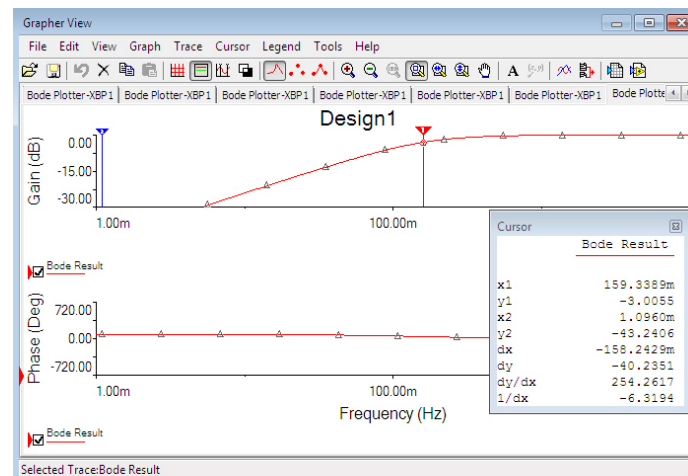 Grapher View
File Edit View Graph Trace Cursor Legend Tools Help
Bode Plotter-XBP1 Bode Plotter-XBP1 Bode Plotter-XBP1 Bode Plotter-XBP1 Bode Plotter-XBP1 Bode Plotter-XBP1 Bode Plotte
Design1
Gain (dB)
0.00
-15.00
-30.00
1.00m 100.00m
Bode Result
Phase (Deg)
720.00
0.00
-720.00
1.00m 100.00m
Frequency (Hz)
Bode Result
Cursor
Bode Result
x1 159.3389m
y1 -3.0055
x2 1.0960m
y2 -43.2406
dx -158.2429m
dy -40.2351
dy/dx 254.2617
1/dx -6.3194
Selected Trace:Bode Result